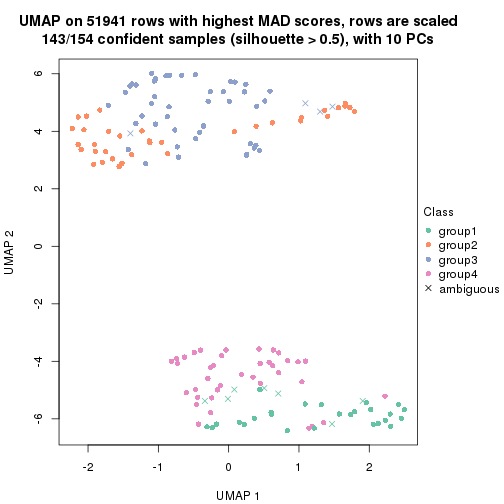 UMAP on 51941 rows with highest MAD scores, rows are scaled
143/154 confident samples (silhouette > 0.5), with 10 PCs
6
4
2
0
-2
-4
-6
UMAP 2
-2
-1
0
1
2
UMAP 1
Class
group1
group2
group3
group4
ambiguous